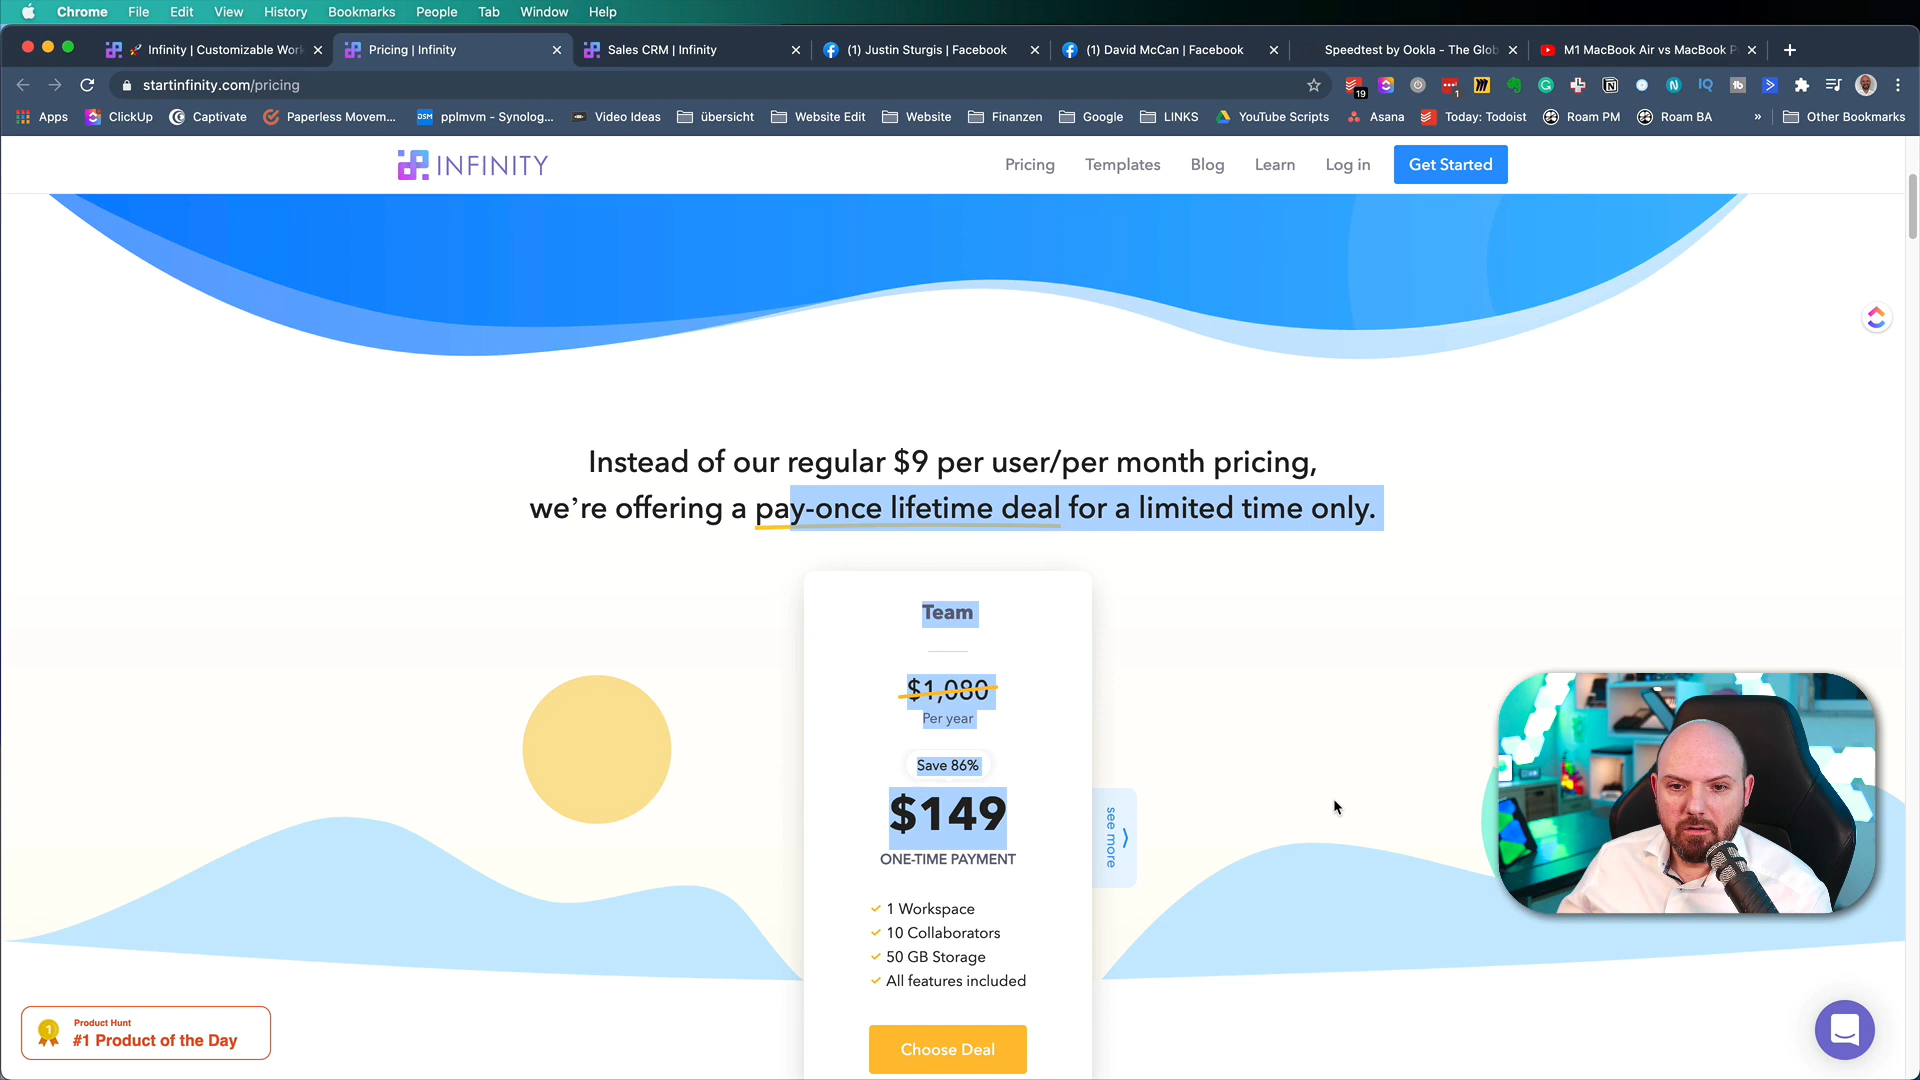 Chrome File Edit View History Bookmarks People Tab Window Help
Infinity | Customizable Wor
Pricing | Infinity
Sales CRM | Infinity
(1) Justin Sturgis | Facebook
(1) David McCan | Facebook
Speedtest by Ookla - The Glob
M1 MacBook Air vs MacBook P
startinfinity.com/pricing
19
1
Apps ClickUp Captivate Paperless Movem... DSM pplmvm - Synolog... Video Ideas übersicht Website Edit Website Finanzen Google LINKS YouTube Scripts Asana Today: Todoist Roam PM Roam BA » Other Bookmarks
INFINITY
Pricing Templates Blog Learn Log in Get Started
Instead of our regular $9 per user/per month pricing,
we’re offering a pay-once lifetime deal for a limited time only.
Team
$1,080
Per year
Save 86%
$149
ONE-TIME PAYMENT
see more
1 Workspace
10 Collaborators
50 GB Storage
All features included
Choose Deal
1
Product Hunt
#1 Product of the Day